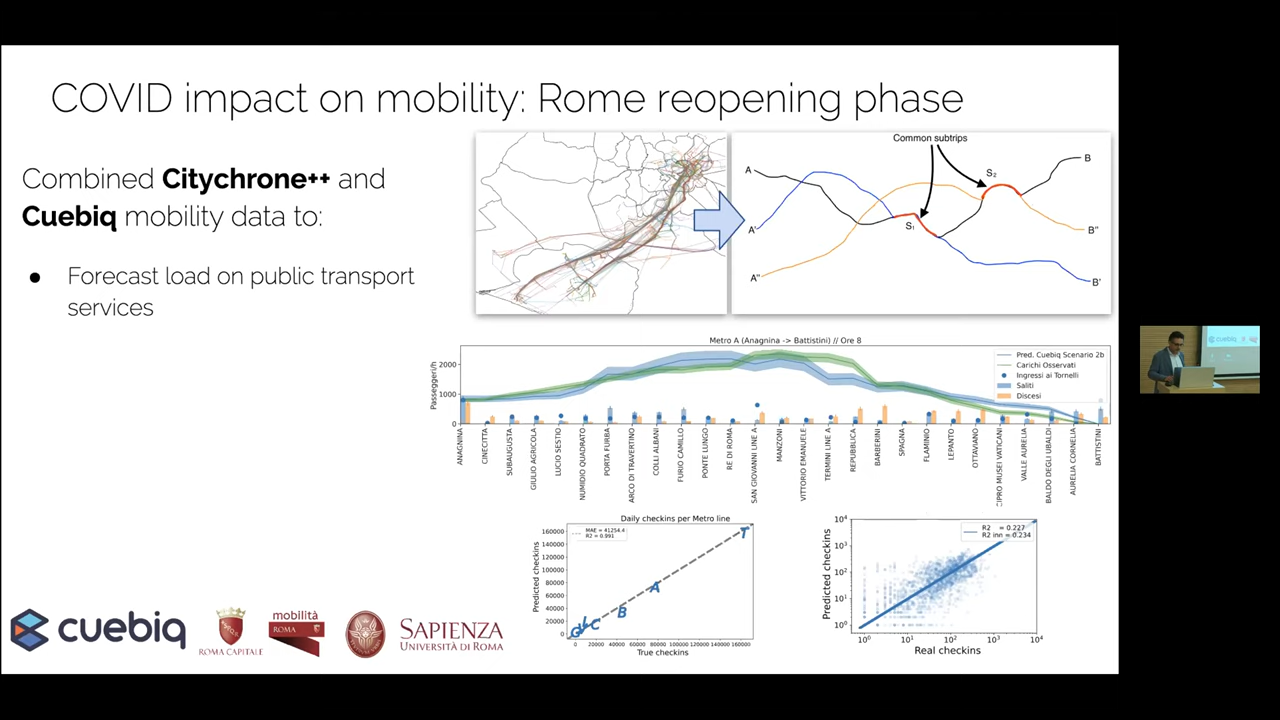 COVID impact on mobility: Rome reopening phase
Combined Citychrone++ and
Cuebiq mobility data to:
● Forecast load on public transport
services
Common subtrips
A
B
S₂
S₁
A'
B''
A''
B'
Metro A (Anagnina -> Battistini) // Ore 8
Passeggeri/h
2000
1000
0
Pred. Cuebiq Scenario 2b
Carichi Osservati
Ingressi ai Tornelli
Saliti
Discesi
ANAGNINA
CINECITTA
SUBAUGUSTA
GIULIO AGRICOLA
LUCIO SESTIO
NUMIDIO QUADRATO
PORTA FURBA
ARCO DI TRAVERTINO
COLLI ALBANI
FURIO CAMILLO
PONTE LUNGO
RE DI ROMA
SAN GIOVANNI LINE A
MANZONI
VITTORIO EMANUELE
TERMINI LINE A
REPUBBLICA
BARBERINI
SPAGNA
FLAMINIO
LEPANTO
OTTAVIANO
CIPRO MUSEI VATICANI
VALLE AURELIA
BALDO DEGLI UBALDI
AURELIA CORNELIA
BATTISTINI
Daily checkins per Metro line
MAE = 41254.4
R2 = 0.991
Predicted checkins
160000
140000
120000
100000
80000
60000
40000
20000
0
T
A
B
C
0 20000 40000 60000 80000 100000 120000 140000 160000
True checkins
R2 = 0.227
R2 inn = 0.234
Predicted checkins
10⁴
10³
10²
10¹
10⁰
10⁰ 10¹ 10² 10³ 10⁴
Real checkins
cuebiq
ROMA CAPITALE
mobilità
ROMA
SAPIENZA
UNIVERSITÀ DI ROMA
cuebiq